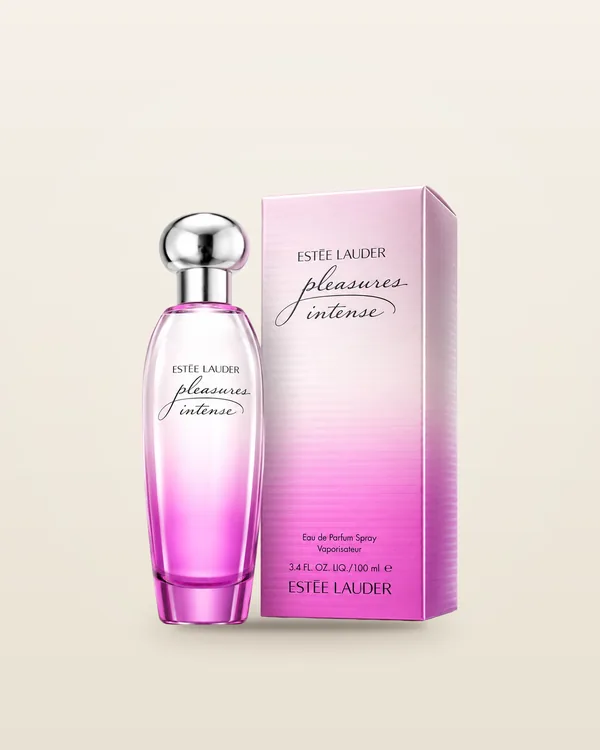 ESTĒE LAUDER
pleasures
intense
ESTĒE LAUDER
pleasures
intense
Eau de Parfum Spray
Vaporisateur
3.4 FL. OZ. LIQ./100 ml ℮
ESTĒE LAUDER